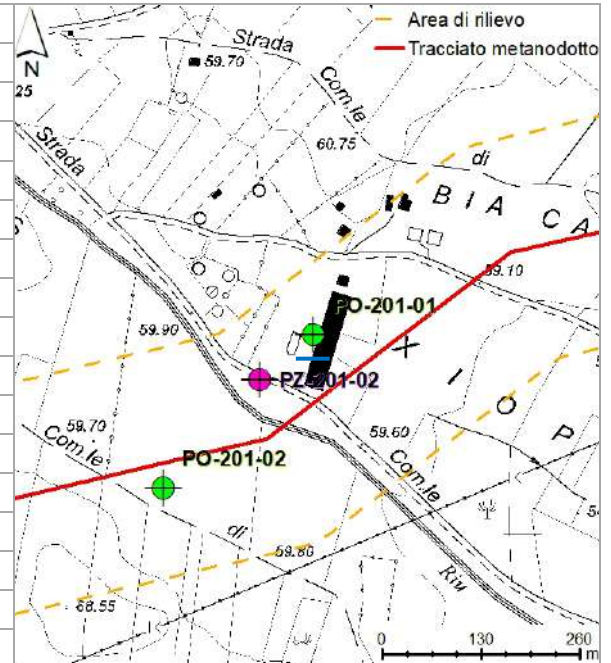 Area di rilievo
Tracciato metanodotto
N
Strada
59.70
Com.le
25
60.75
Strada
di
B I A C A
59.10
PO-201-01
59.90
X I O P
PZ-201-02
59.70
59.60
Com.le
PO-201-02
Com.le
di
59.80
Riu
68.55
0 130 260
m